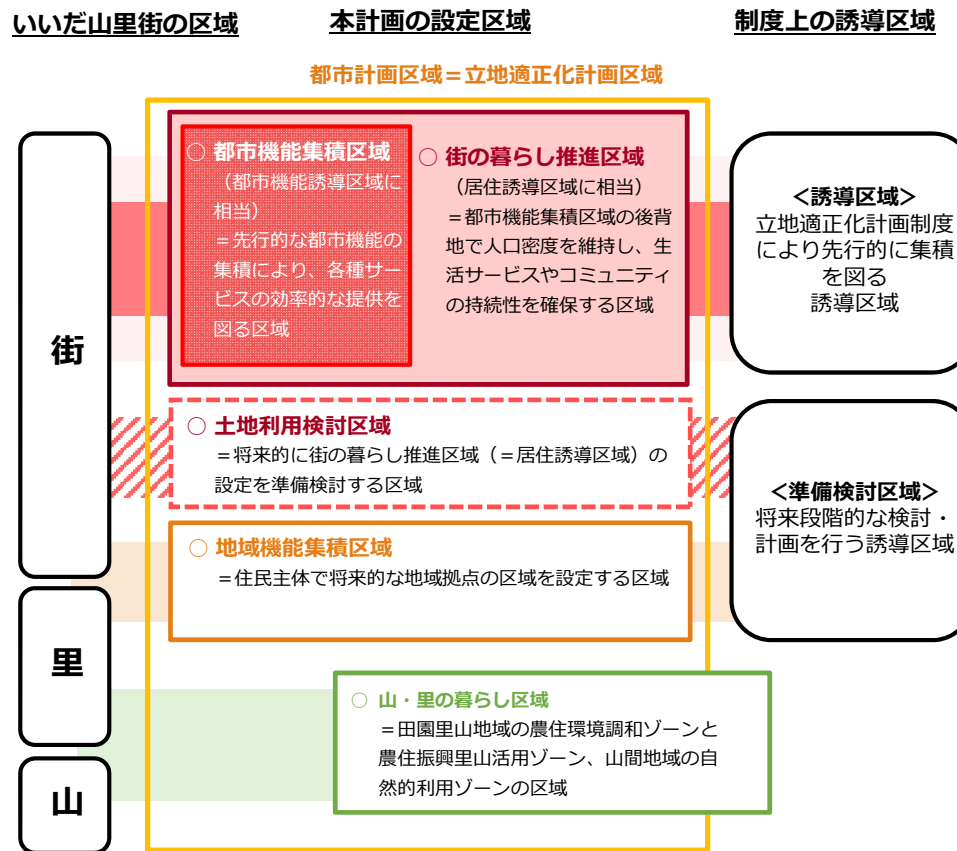 いいだ山里街の区域
本計画の設定区域
制度上の誘導区域
都市計画区域＝立地適正化計画区域
街
里
山
○ 都市機能集積区域
（都市機能誘導区域に
相当）
＝先行的な都市機能の
集積により、各種サー
ビスの効率的な提供を
図る区域
○ 街の暮らし推進区域
（居住誘導区域に相当）
＝都市機能集積区域の後背
地で人口密度を維持し、生
活サービスやコミュニティ
の持続性を確保する区域
○ 土地利用検討区域
＝将来的に街の暮らし推進区域（＝居住誘導区域）の
設定を準備検討する区域
○ 地域機能集積区域
＝住民主体で将来的な地域拠点の区域を設定する区域
○ 山・里の暮らし区域
＝田園里山地域の農住環境調和ゾーンと
農住振興里山活用ゾーン、山間地域の自
然的利用ゾーンの区域
＜誘導区域＞
立地適正化計画制度
により先行的に集積
を図る
誘導区域
＜準備検討区域＞
将来段階的な検討・
計画を行う誘導区域